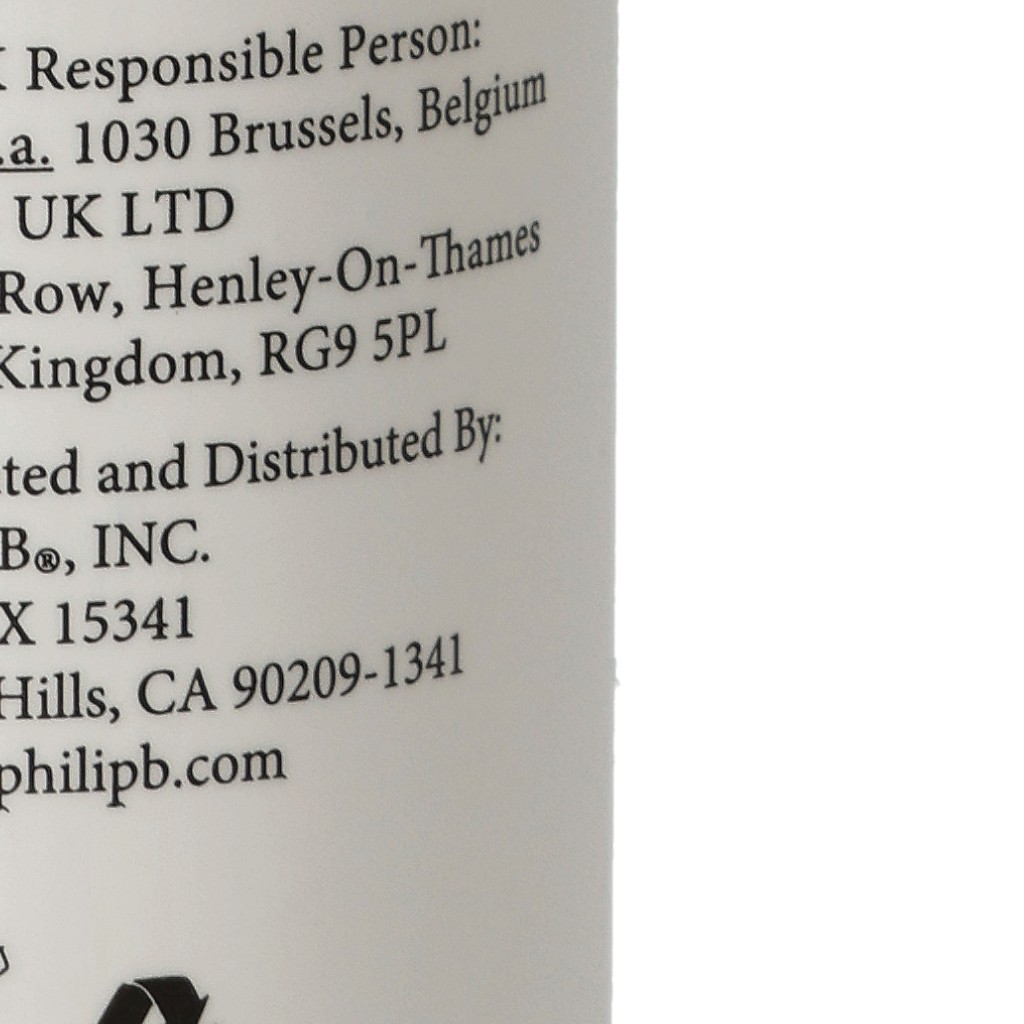 Responsible Person:
.a. 1030 Brussels, Belgium
UK LTD
Row, Henley-On-Thames
Kingdom, RG9 5PL
ted and Distributed By:
B®, INC.
X 15341
Hills, CA 90209-1341
philipb.com